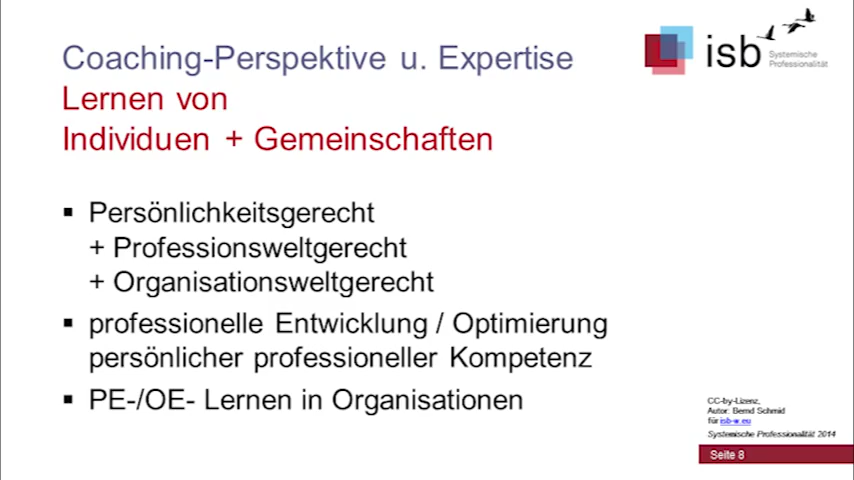 Coaching-Perspektive u. Expertise
Lernen von
Individuen + Gemeinschaften
isb
Systemische
Professionalität
▪ Persönlichkeitsgerecht
+ Professionsweltgerecht
+ Organisationsweltgerecht
▪ professionelle Entwicklung / Optimierung
persönlicher professioneller Kompetenz
▪ PE-/OE- Lernen in Organisationen
CC-by-Lizenz,
Autor: Bernd Schmid
für isb-w.eu
Systemische Professionalität 2014
Seite 8